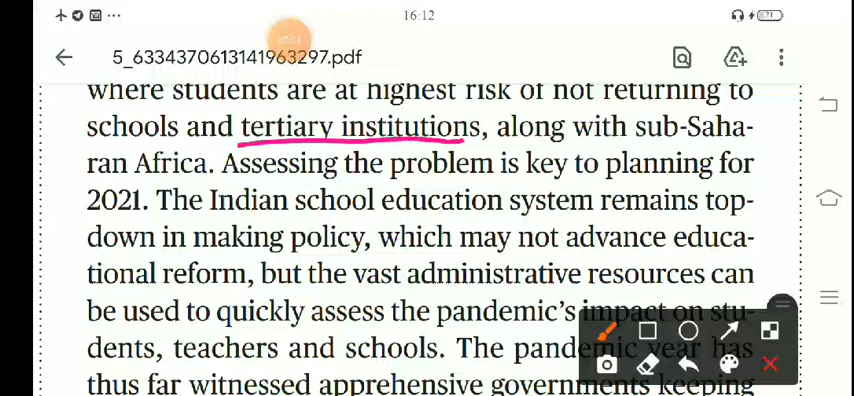 16:12
21
5_6334370613141963297.pdf
where students are at highest risk of not returning to
schools and tertiary institutions, along with sub-Saha-
ran Africa. Assessing the problem is key to planning for
2021. The Indian school education system remains top-
down in making policy, which may not advance educa-
tional reform, but the vast administrative resources can
be used to quickly assess the pandemic's impact on stu-
dents, teachers and schools. The pandemic year has
thus far witnessed apprehensive governments keeping